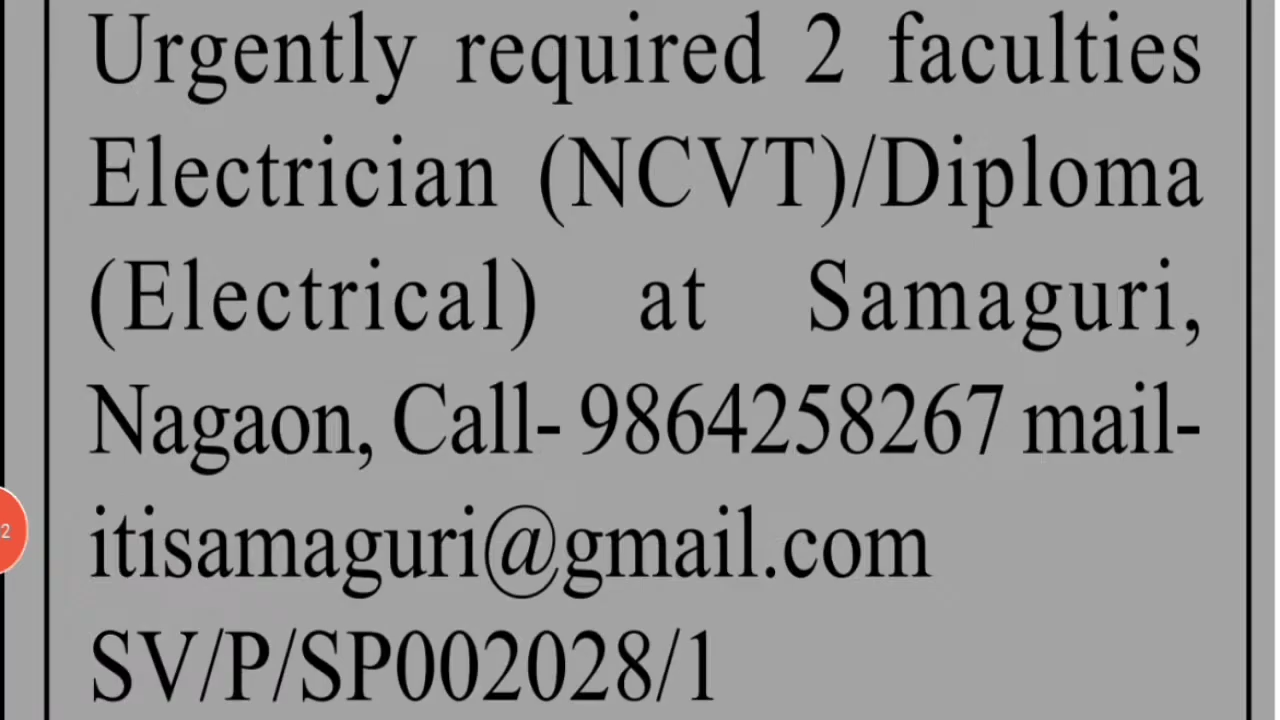 Urgently required 2 faculties
Electrician (NCVT)/Diploma
(Electrical) at Samaguri,
Nagaon, Call- 9864258267 mail-
itisamaguri@gmail.com
SV/P/SP002028/1
2